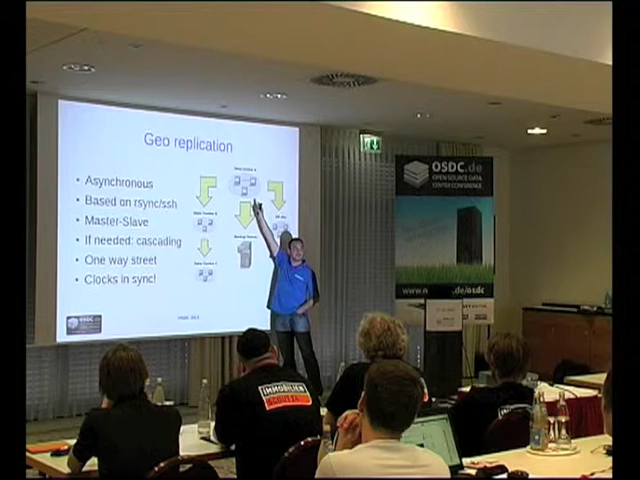 Geo replication
• Asynchronous
• Based on rsync/ssh
• Master-Slave
• If needed: cascading
• One way street
• Clocks in sync!
OSDC.de
OPEN SOURCE DATA
CENTER CONFERENCE
.de/osdc
IMMOBILIEN
SCOUT24